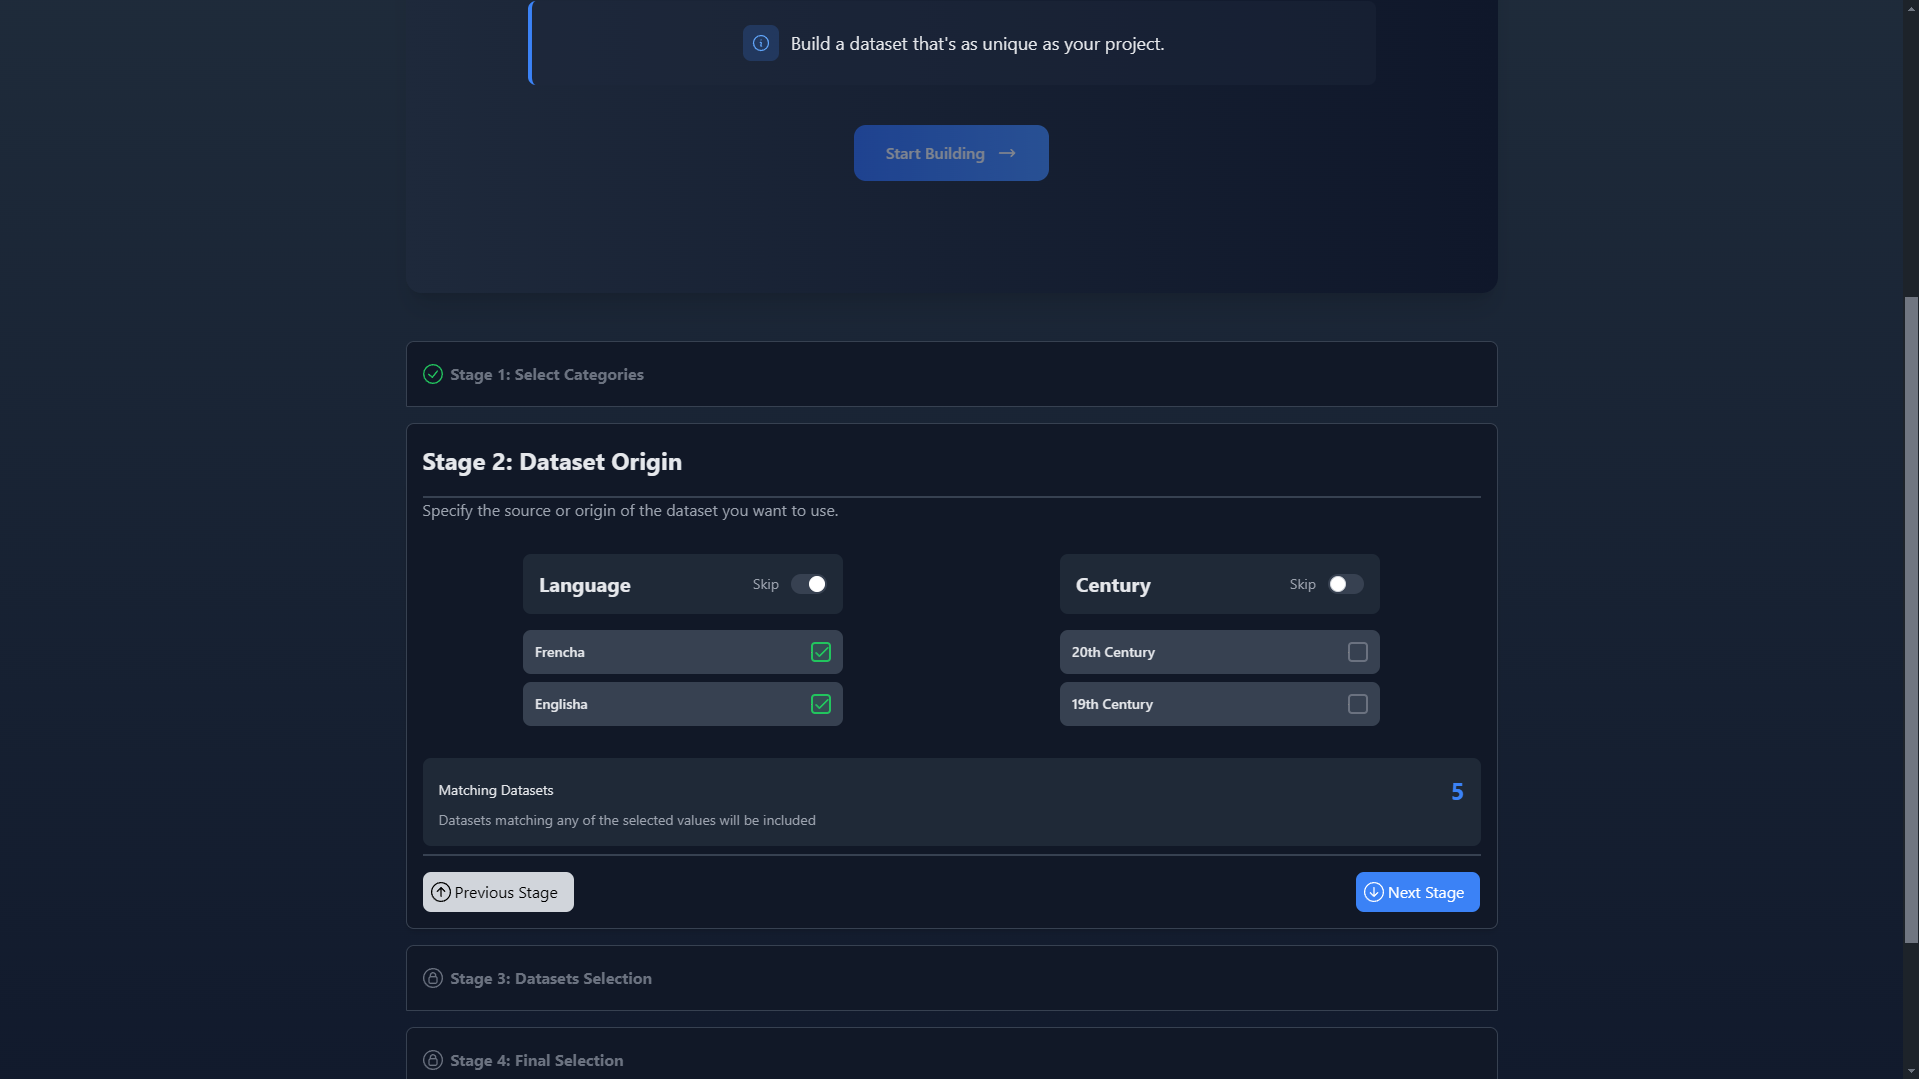 Build a dataset that's as unique as your project.
Start Building
Stage 1: Select Categories
Stage 2: Dataset Origin
Specify the source or origin of the dataset you want to use.
Language Skip
Frencha
Englisha
Century Skip
20th Century
19th Century
Matching Datasets 5
Datasets matching any of the selected values will be included
Previous Stage
Next Stage
Stage 3: Datasets Selection
Stage 4: Final Selection